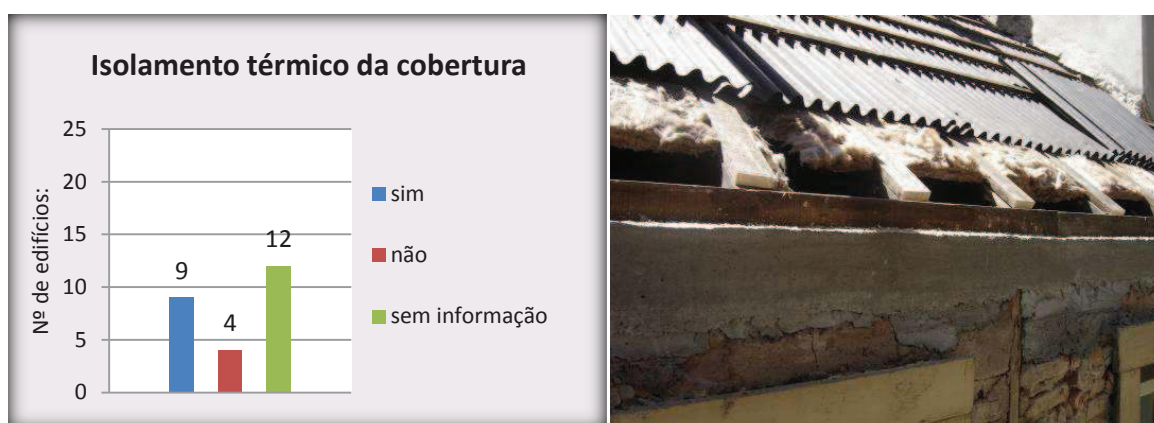 Isolamento térmico da cobertura
Nº de edifícios:
25
20
15
10
5
0
9
4
12
sim
não
sem informação